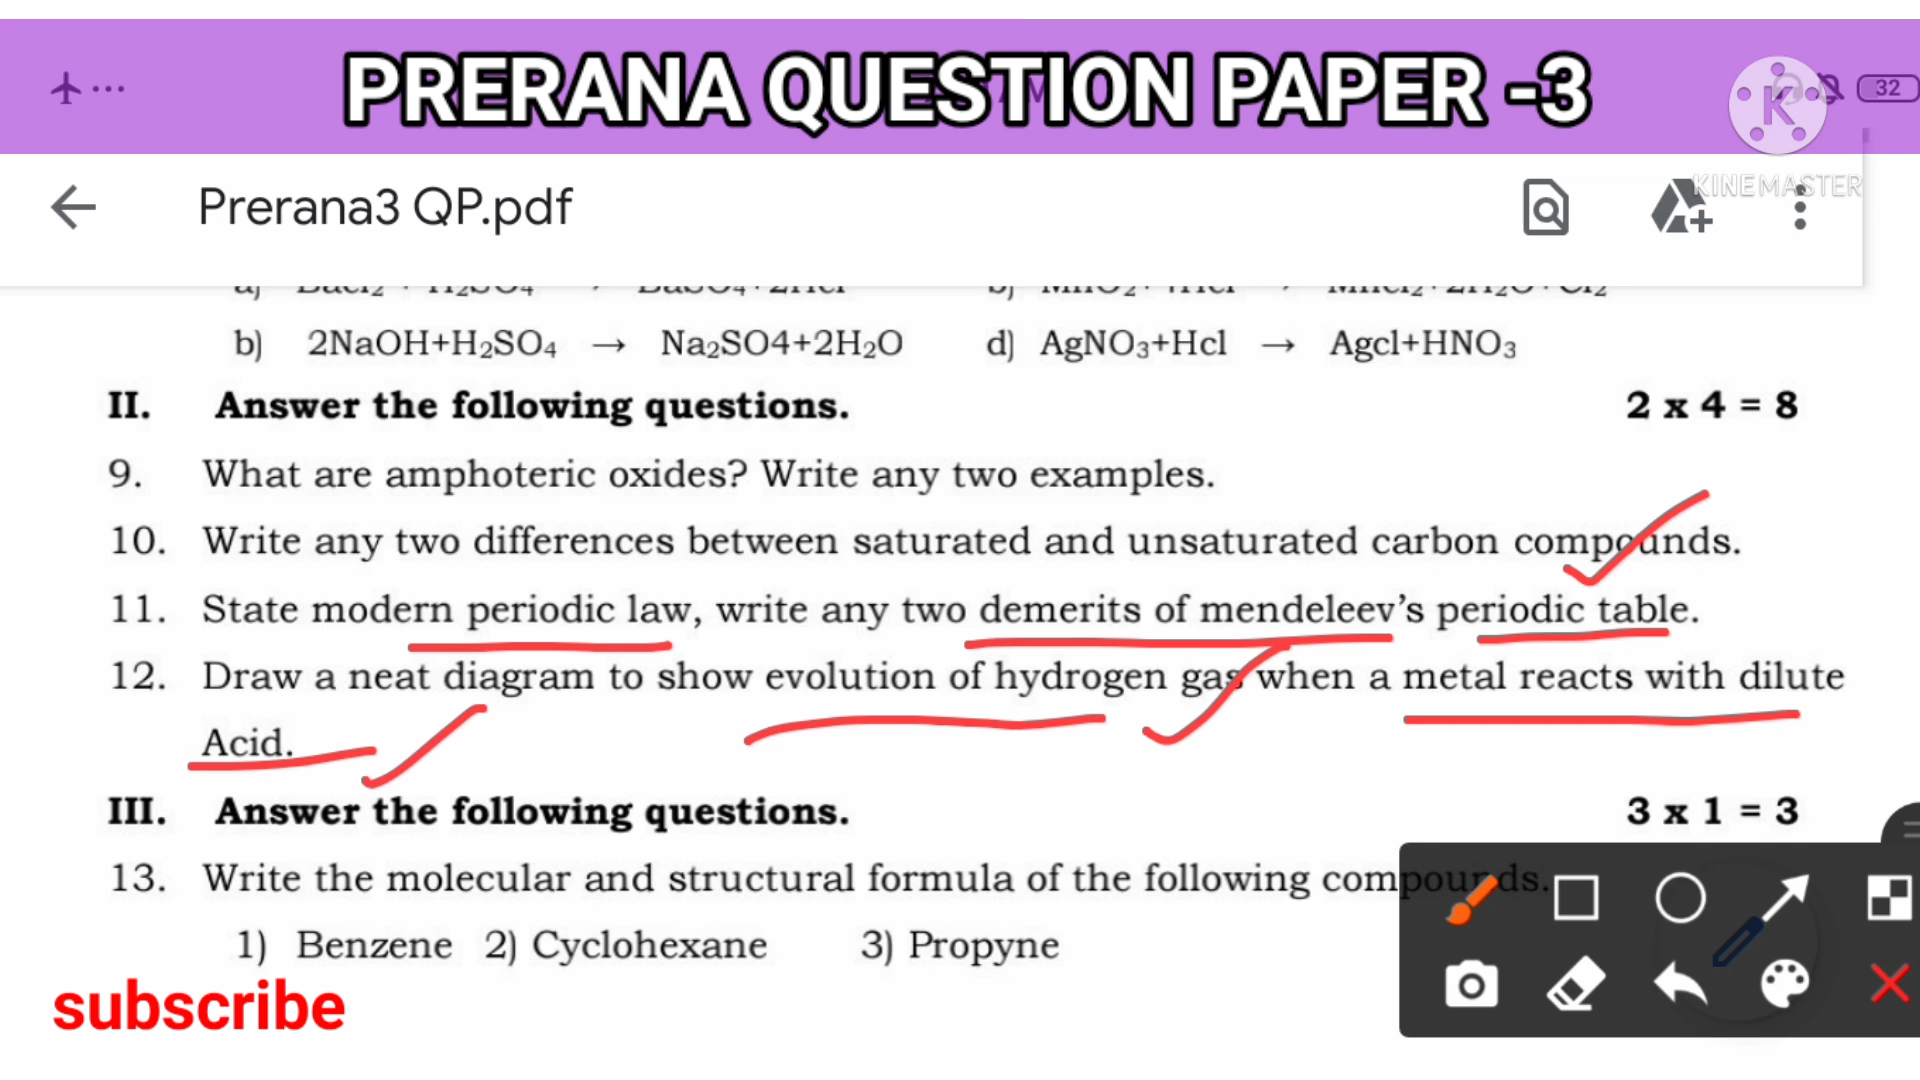 PRERANA QUESTION PAPER -3
32
K
KINEMASTER
Prerana3 QP.pdf
b) 2NaOH+H₂SO₄ → Na₂SO4+2H₂O d) AgNO₃+Hcl → Agcl+HNO₃
II. Answer the following questions. 2 x 4 = 8
9. What are amphoteric oxides? Write any two examples.
10. Write any two differences between saturated and unsaturated carbon compounds.
11. State modern periodic law, write any two demerits of mendeleev's periodic table.
12. Draw a neat diagram to show evolution of hydrogen gas when a metal reacts with dilute
Acid.
III. Answer the following questions. 3 x 1 = 3
13. Write the molecular and structural formula of the following compounds.
1) Benzene 2) Cyclohexane 3) Propyne
subscribe